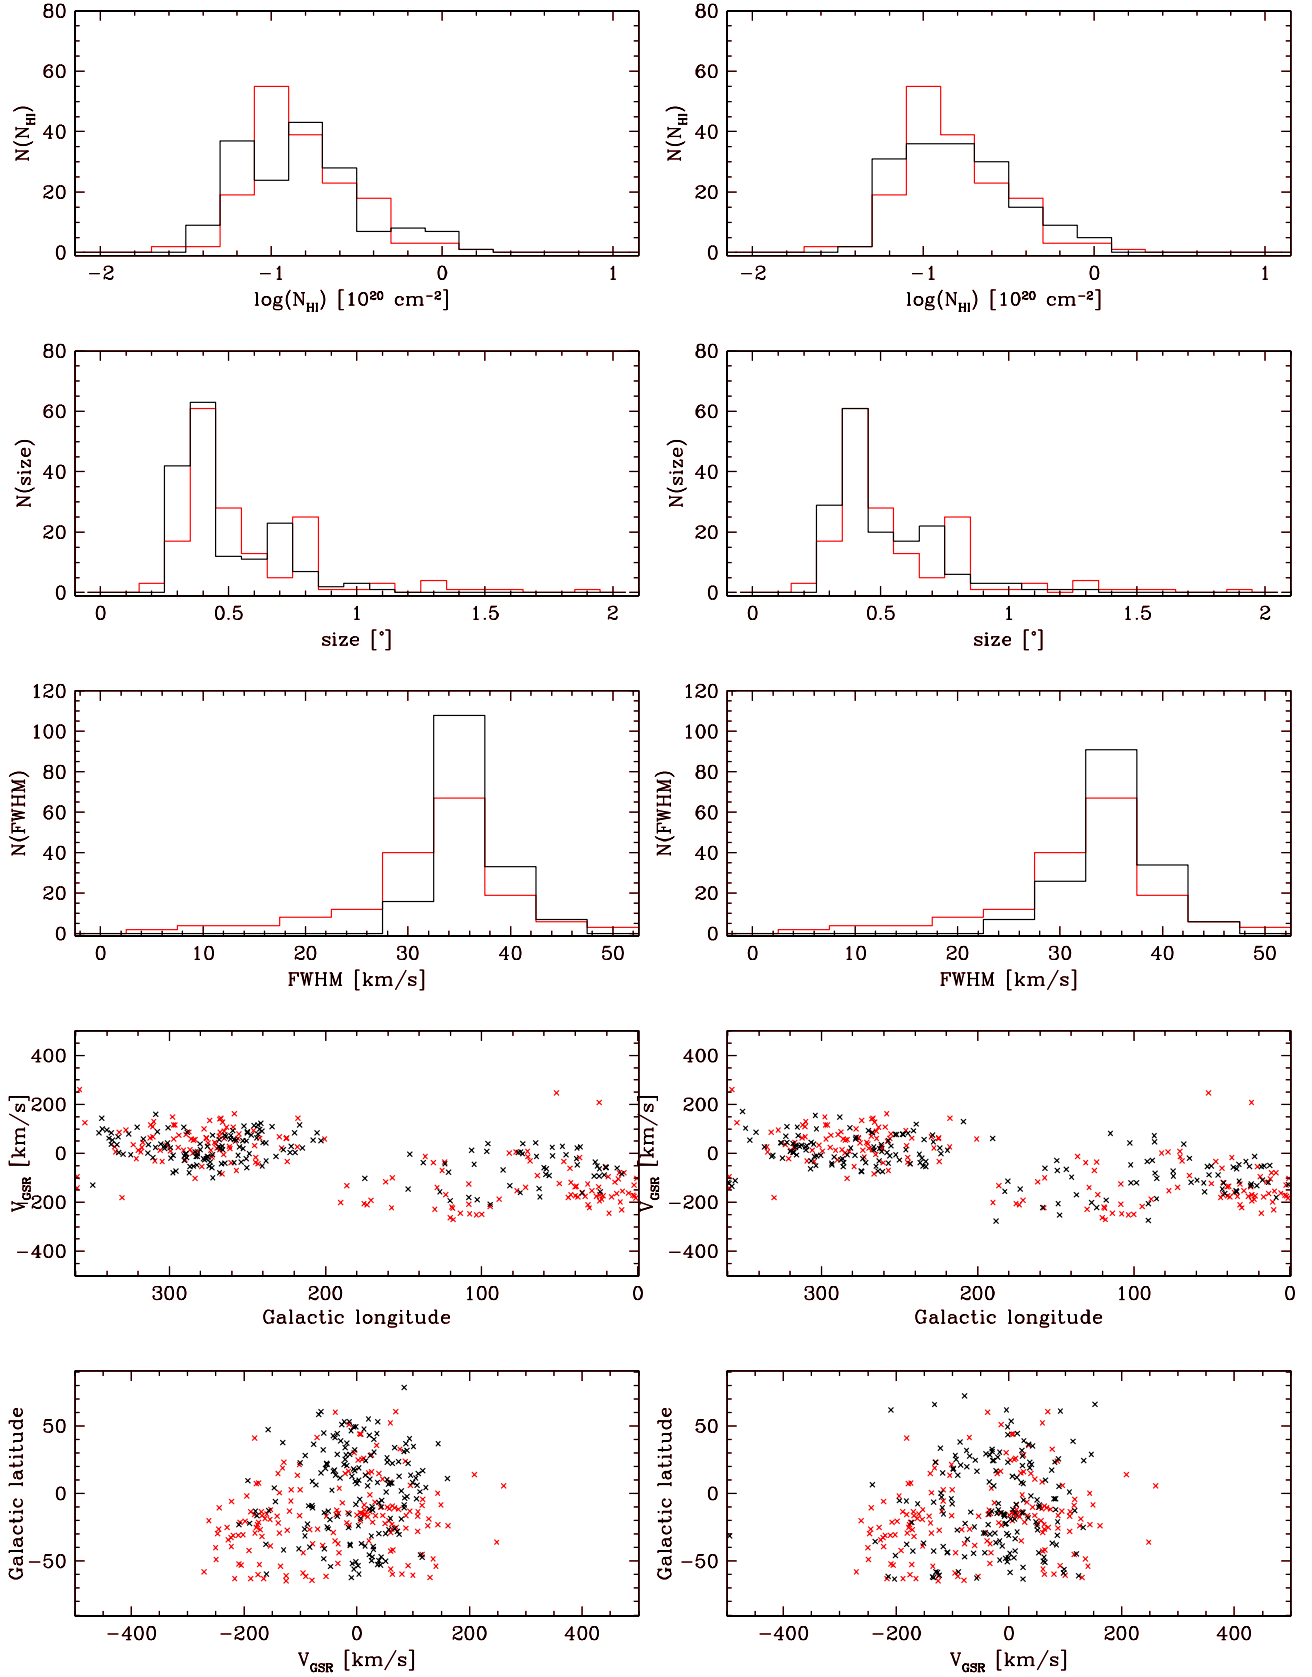 80 80
60 60
40 40
20 20
0 0
N(N_HI) N(N_HI)
−2 −1 0 1 −2 −1 0 1
log(N_HI) [10²⁰ cm⁻²] log(N_HI) [10²⁰ cm⁻²]
80 80
60 60
40 40
20 20
0 0
N(size) N(size)
0 0.5 1 1.5 2 0 0.5 1 1.5 2
size [°] size [°]
120 120
100 100
80 80
60 60
40 40
20 20
0 0
N(FWHM) N(FWHM)
0 10 20 30 40 50 0 10 20 30 40 50
FWHM [km/s] FWHM [km/s]
400 400
200 200
0 0
−200 −200
−400 −400
V_GSR [km/s] V_GSR [km/s]
300 200 100 0 300 200 100 0
Galactic longitude Galactic longitude
50 50
0 0
−50 −50
Galactic latitude Galactic latitude
−400 −200 0 200 400 −400 −200 0 200 400
V_GSR [km/s] V_GSR [km/s]